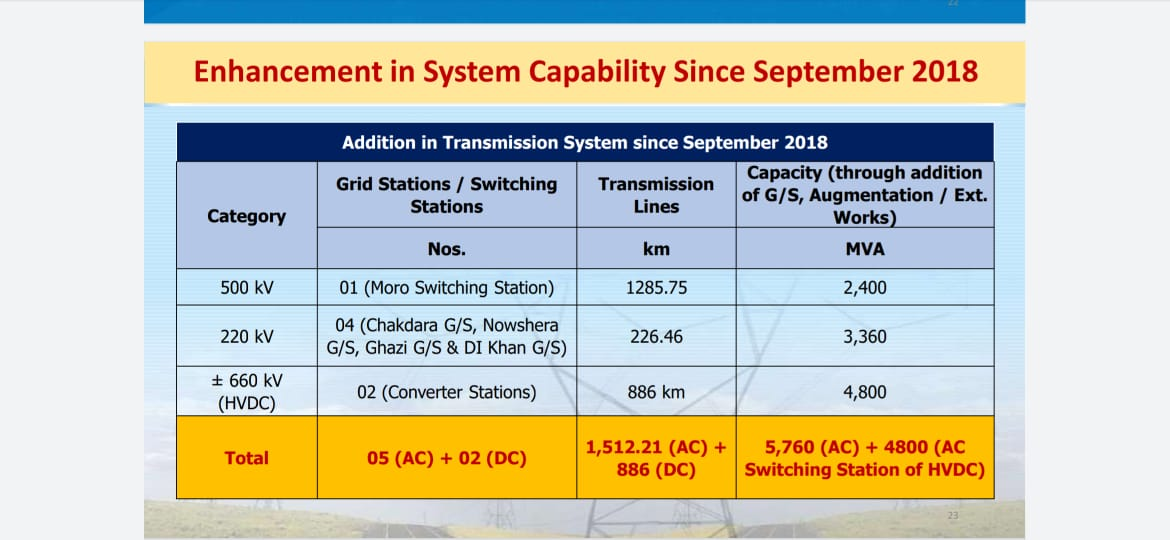 22
Enhancement in System Capability Since September 2018
Addition in Transmission System since September 2018
Category
Grid Stations / Switching
Stations
Transmission
Lines
Capacity (through addition
of G/S, Augmentation / Ext.
Works)
Nos.
km
MVA
500 kV
01 (Moro Switching Station)
1285.75
2,400
220 kV
04 (Chakdara G/S, Nowshera
G/S, Ghazi G/S & DI Khan G/S)
226.46
3,360
± 660 kV
(HVDC)
02 (Converter Stations)
886 km
4,800
Total
05 (AC) + 02 (DC)
1,512.21 (AC) +
886 (DC)
5,760 (AC) + 4800 (AC
Switching Station of HVDC)
23